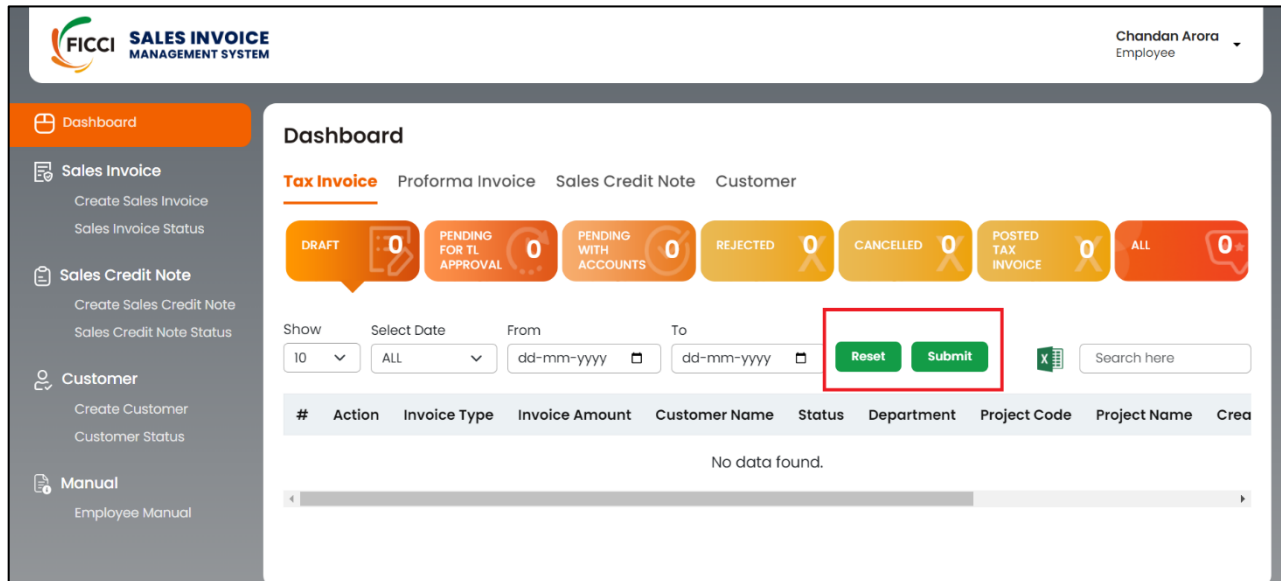 FICCI SALES INVOICE
MANAGEMENT SYSTEM
Chandan Arora
Employee
Dashboard
Sales Invoice
Create Sales Invoice
Sales Invoice Status
Sales Credit Note
Create Sales Credit Note
Sales Credit Note Status
Customer
Create Customer
Customer Status
Manual
Employee Manual
Dashboard
Tax Invoice Proforma Invoice Sales Credit Note Customer
DRAFT 0
PENDING
FOR TL
APPROVAL 0
PENDING
WITH
ACCOUNTS 0
REJECTED 0
CANCELLED 0
POSTED
TAX
INVOICE 0
ALL 0
Show Select Date From To
10 ALL dd-mm-yyyy dd-mm-yyyy Reset Submit X Search here
# Action Invoice Type Invoice Amount Customer Name Status Department Project Code Project Name Crea
No data found.